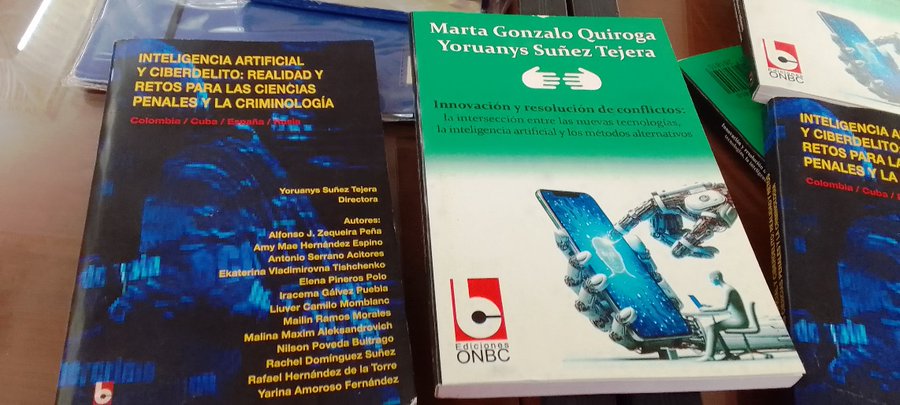 INTELIGENCIA ARTIFICIAL
Y CIBERDELITO: REALIDAD Y
RETOS PARA LAS CIENCIAS
PENALES Y LA CRIMINOLOGÍA
Colombia / Cuba / España / Rusia
Yoruanys Suñez Tejera
Directora
Autores:
Alfonso J. Zequeira Peña
Amy Mae Hernández Espino
Antonio Serrano Acitores
Ekaterina Vladimirovna Tishchenko
Elena Pineros Polo
Iracema Gálvez Puebla
Lluver Camilo Momblanc
Mailin Ramos Morales
Malina Maxim Aleksandrovich
Nilson Poveda Buitrago
Rachel Domínguez Suñez
Rafael Hernández de la Torre
Yarina Amoroso Fernández
Marta Gonzalo Quiroga
Yoruanys Suñez Tejera
Innovación y resolución de conflictos:
la intersección entre las nuevas tecnologías,
la inteligencia artificial y los métodos alternativos
Ediciones
ONBC
Ediciones
ONBC
INTELIGENCIA A
Y CIBERDELITO:
RETOS PARA LA
PENALES Y LA C
Colombia / Cuba / E